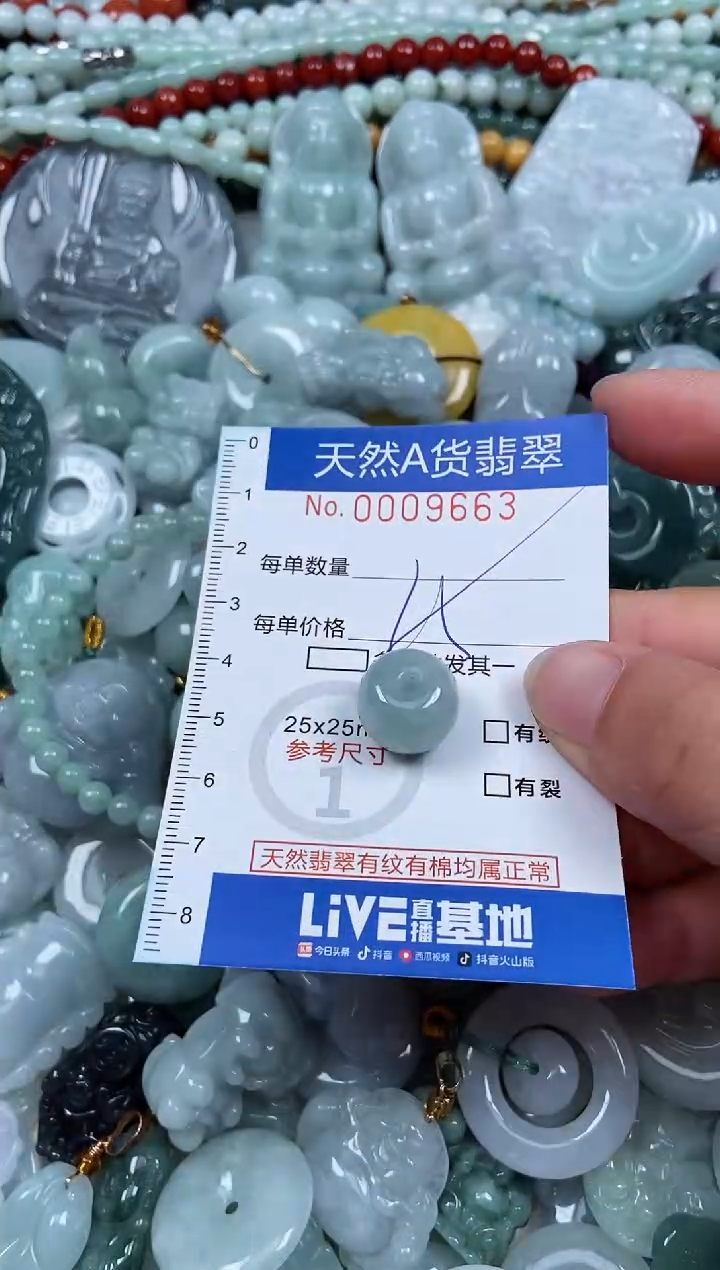 天然A货翡翠
No. 0009663
每单数量
每单价格
发其一
25x25
参考尺寸
有
有裂
1
天然翡翠有纹有棉均属正常
LiVE直播基地
今日头条 抖音 西瓜视频 抖音火山版
0
1
2
3
4
5
6
7
8